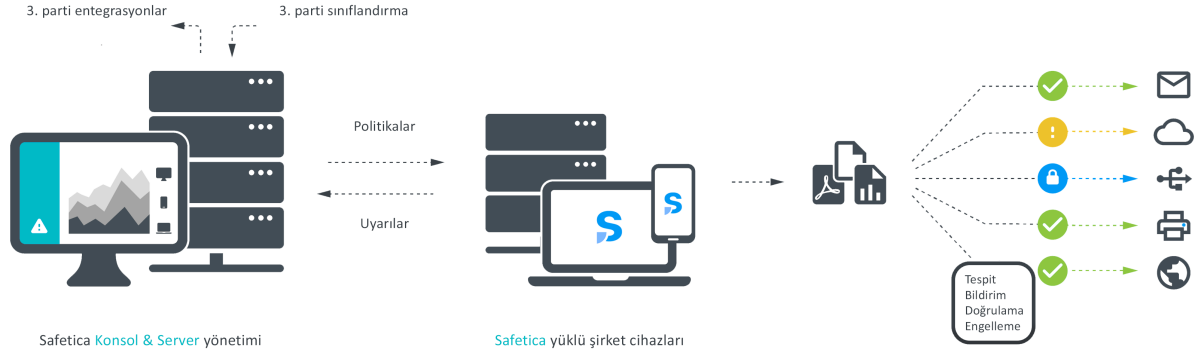 3. parti entegrasyonlar
3. parti sınıflandırma
Politikalar
Uyarılar
Tespit
Bildirim
Doğrulama
Engelleme
Safetica Konsol & Server yönetimi
Safetica yüklü şirket cihazları